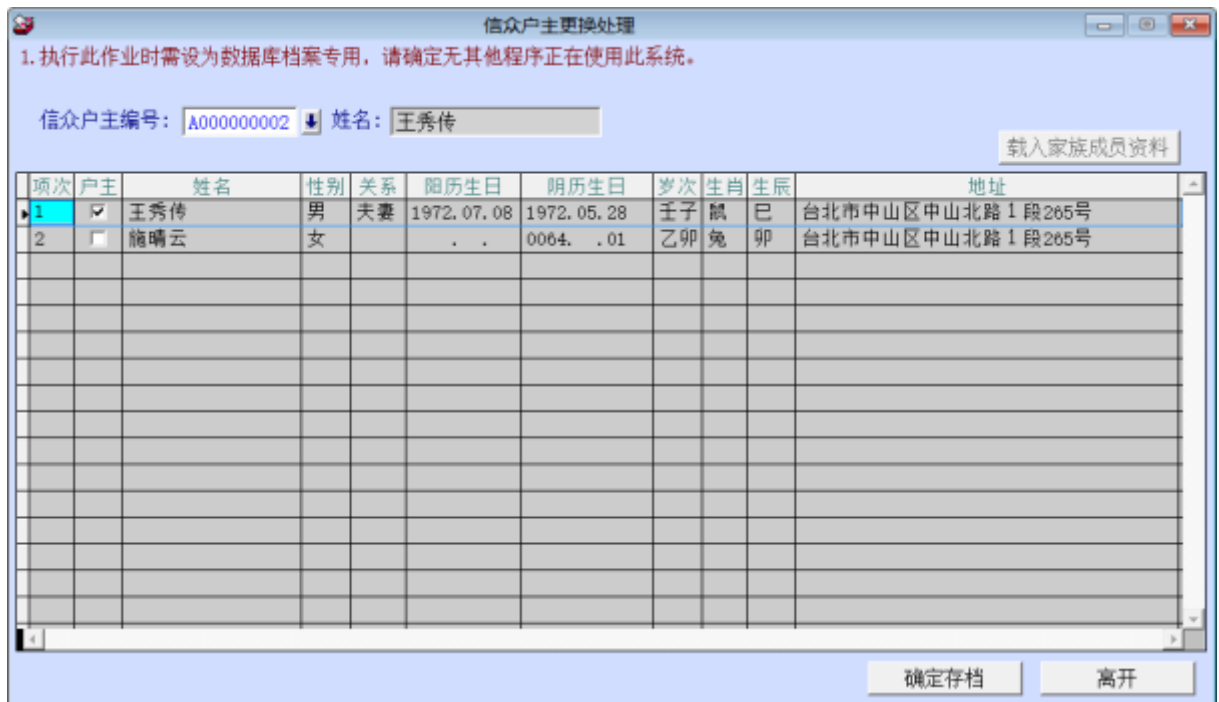 信众户主更换处理
1.执行此作业时需设为数据库档案专用，请确定无其他程序正在使用此系统。
信众户主编号： A000000002 姓名： 王秀传
载入家族成员资料
项次 户主 姓名 性别 关系 阳历生日 阴历生日 岁次 生肖 生辰 地址
1 王秀传 男 夫妻 1972.07.08 1972.05.28 壬子 鼠 巳 台北市中山区中山北路１段265号
2 施晴云 女 . . 0064. .01 乙卯 兔 卯 台北市中山区中山北路１段265号
确定存档 离开